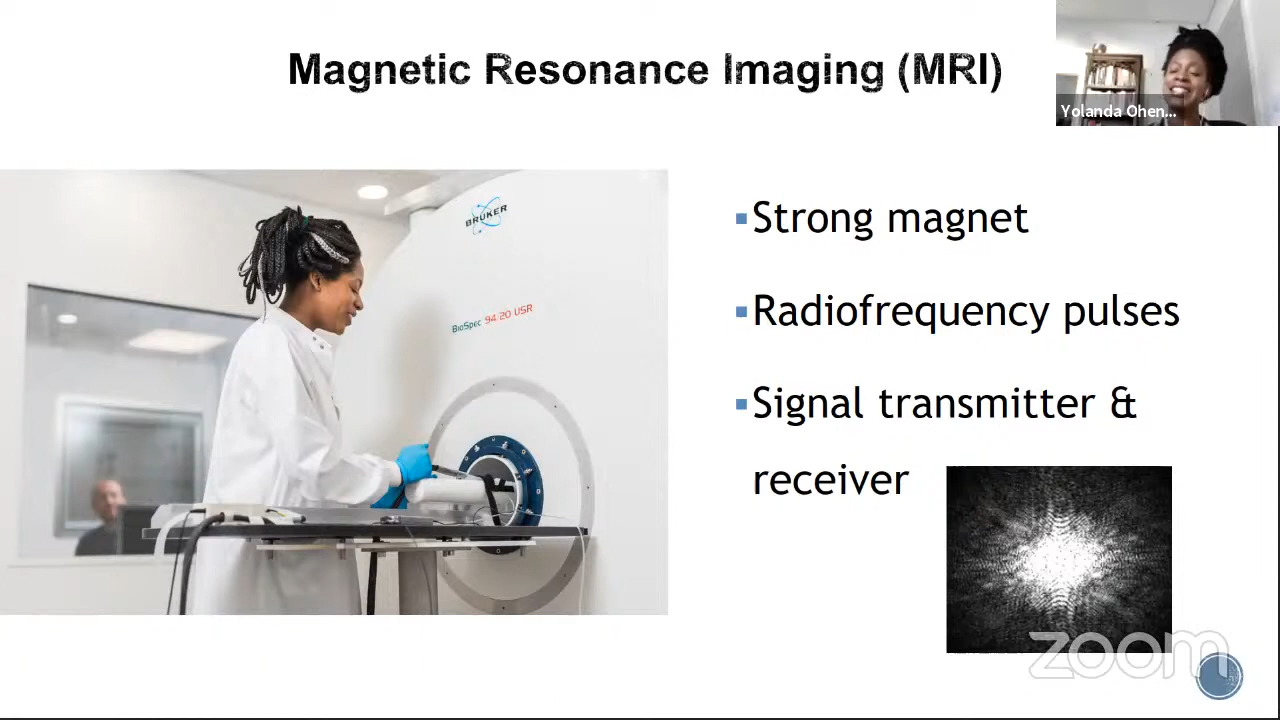 Magnetic Resonance Imaging (MRI)
Yolanda Ohen...
BRUKER
BIOSPEC 94/20 USR
▪Strong magnet
▪Radiofrequency pulses
▪Signal transmitter &
receiver
zoom